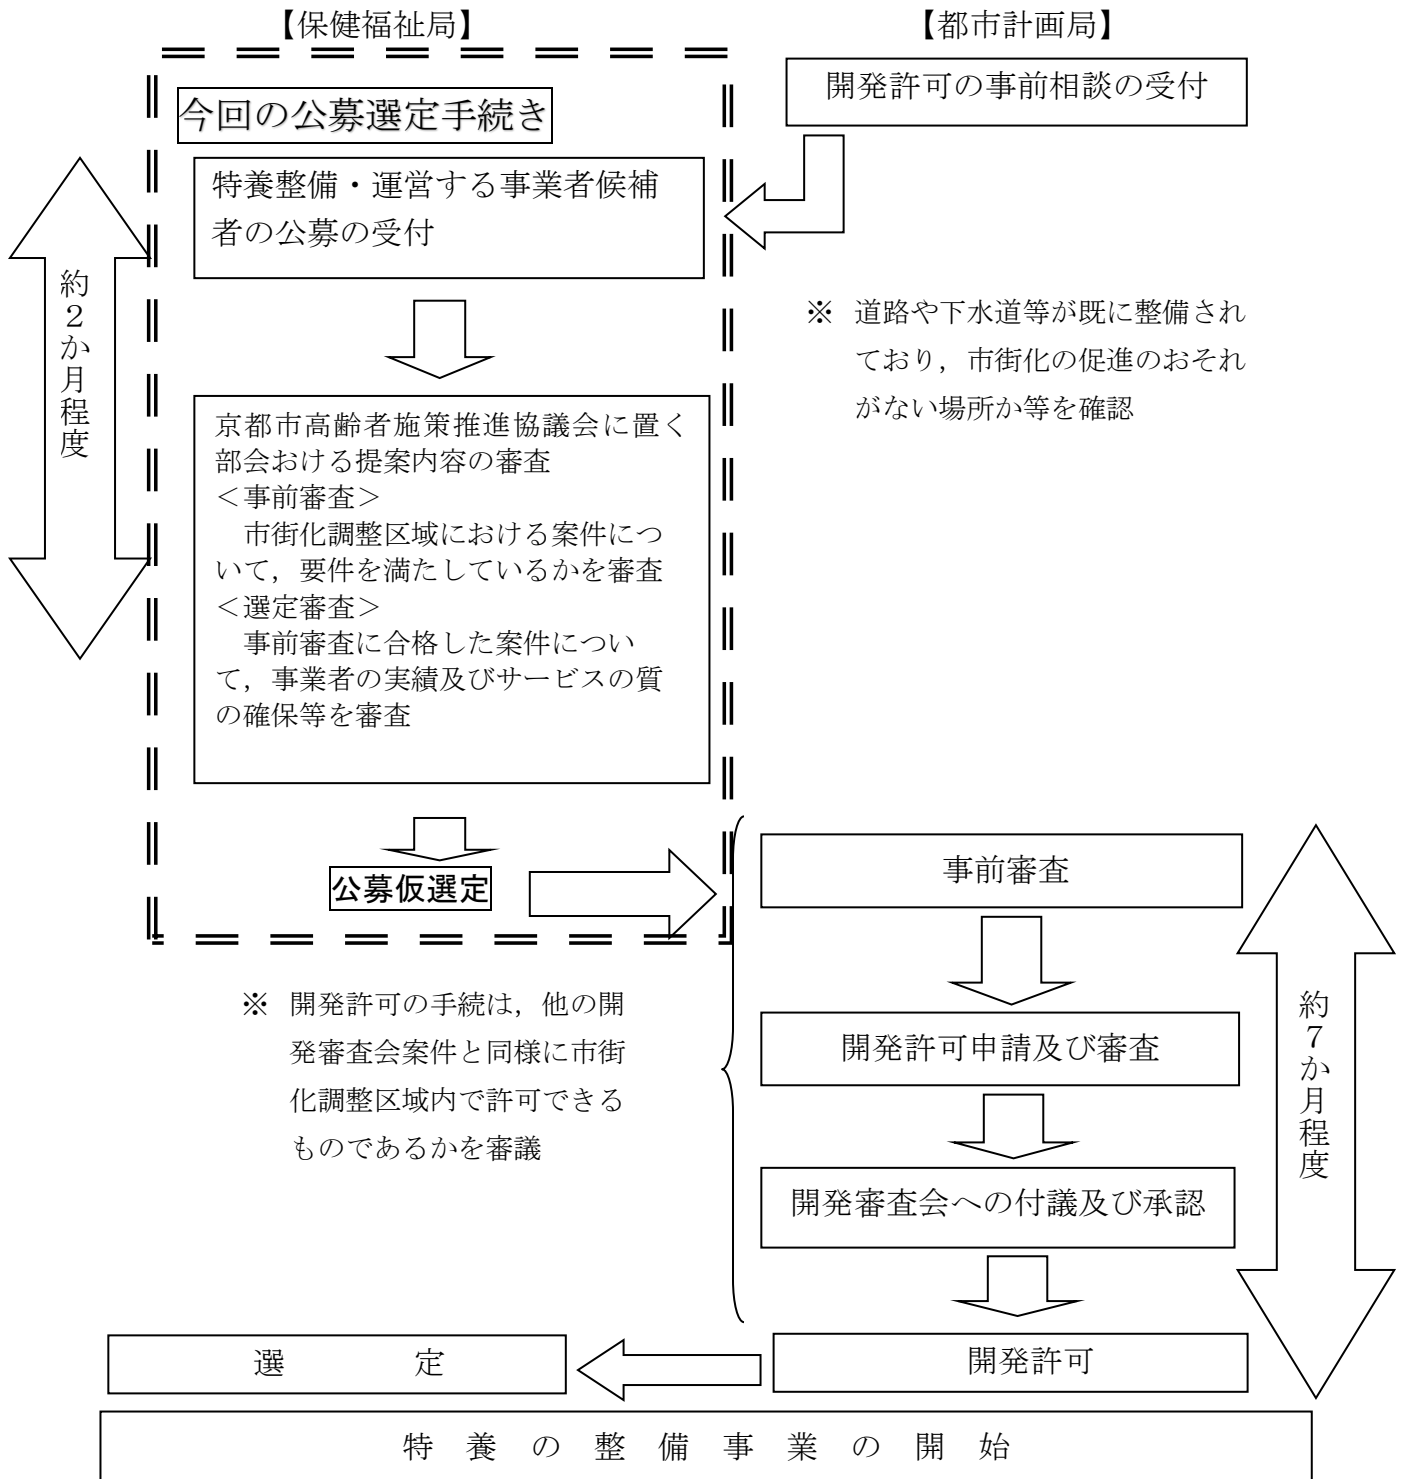 【保健福祉局】
【都市計画局】
開発許可の事前相談の受付
今回の公募選定手続き
特養整備・運営する事業者候補
者の公募の受付
約２か月程度
※ 道路や下水道等が既に整備され
ており，市街化の促進のおそれ
がない場所か等を確認
京都市高齢者施策推進協議会に置く
部会おける提案内容の審査
＜事前審査＞
市街化調整区域における案件につ
いて，要件を満たしているかを審査
＜選定審査＞
事前審査に合格した案件につい
て，事業者の実績及びサービスの質
の確保等を審査
公募仮選定
事前審査
※ 開発許可の手続は，他の開
発審査会案件と同様に市街
化調整区域内で許可できる
ものであるかを審議
開発許可申請及び審査
約７か月程度
開発審査会への付議及び承認
開発許可
選　　　　定
特　養　の　整　備　事　業　の　開　始